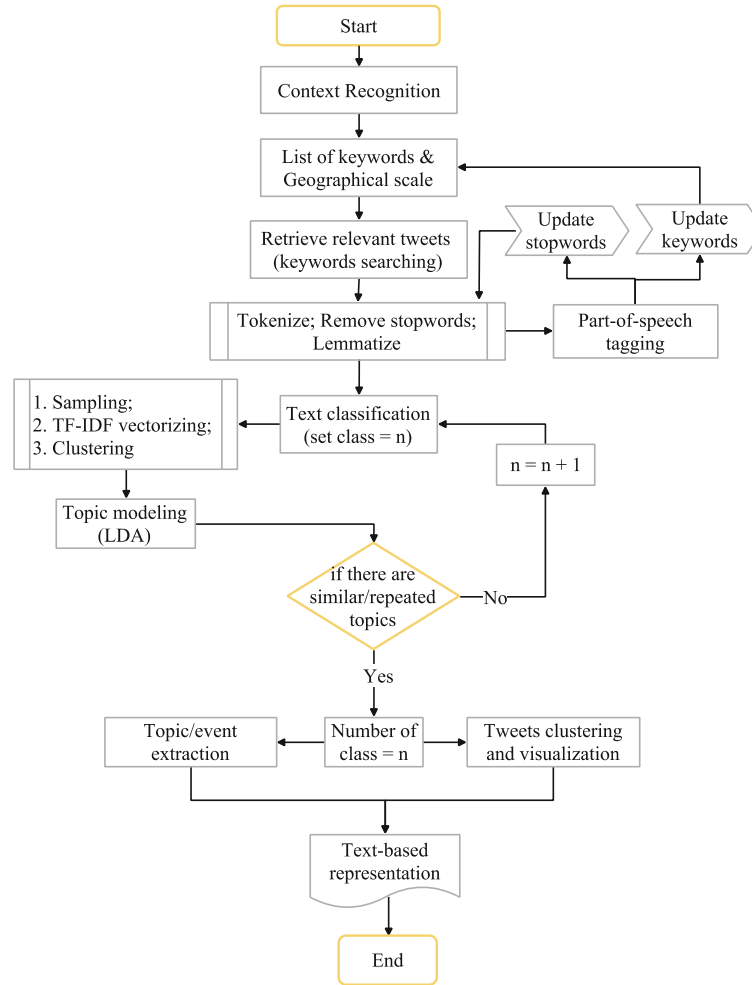 Start
Context Recognition
List of keywords &
Geographical scale
Retrieve relevant tweets
(keywords searching)
Update
stopwords
Update
keywords
Tokenize; Remove stopwords;
Lemmatize
Part-of-speech
tagging
1. Sampling;
2. TF-IDF vectorizing;
3. Clustering
Text classification
(set class = n)
n = n + 1
Topic modeling
(LDA)
if there are
similar/repeated
topics
No
Yes
Topic/event
extraction
Number of
class = n
Tweets clustering
and visualization
Text-based
representation
End